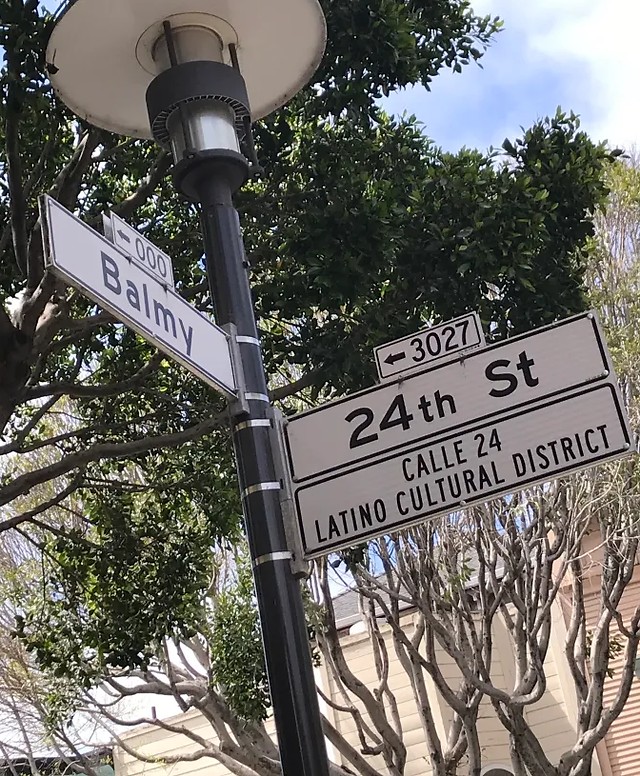 ← 000
Balmy
← 3027
24th St
CALLE 24
LATINO CULTURAL DISTRICT